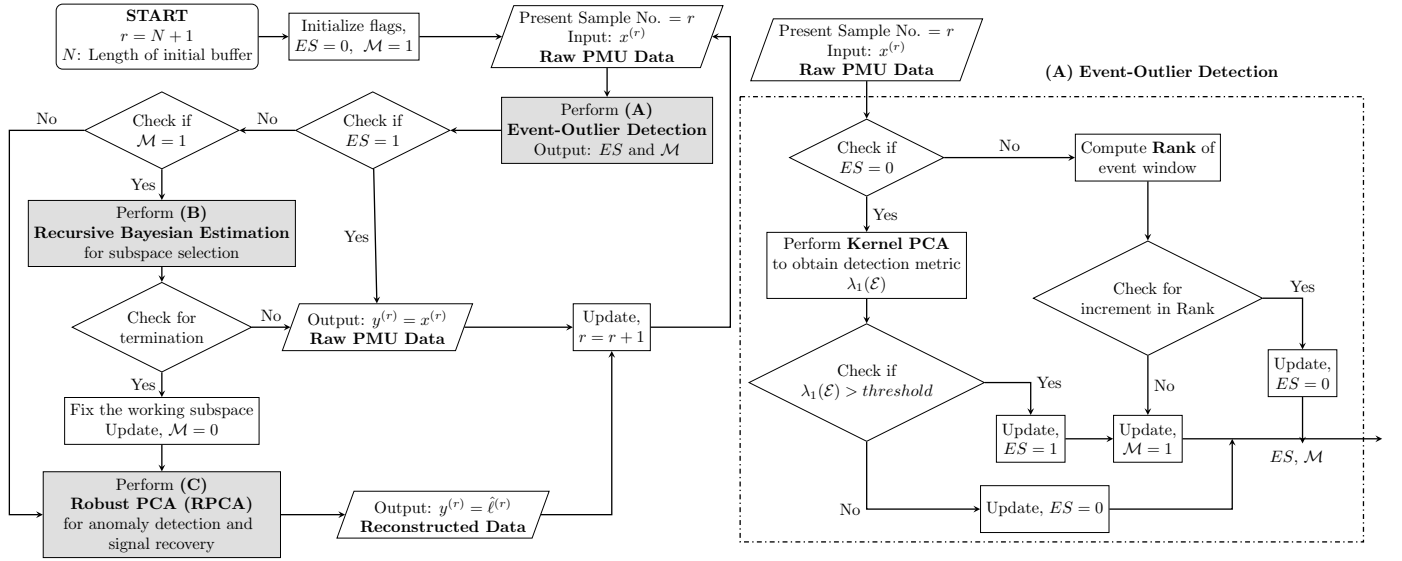 START
r = N + 1
N: Length of initial buffer
Initialize flags,
ES = 0, ℳ = 1
Present Sample No. = r
Input: x^(r)
Raw PMU Data
Perform (A)
Event-Outlier Detection
Output: ES and ℳ
Check if
ES = 1
No
Check if
ℳ = 1
No
Yes
Yes
Perform (B)
Recursive Bayesian Estimation
for subspace selection
Check for
termination
No
Output: y^(r) = x^(r)
Raw PMU Data
Update,
r = r + 1
Yes
Fix the working subspace
Update, ℳ = 0
Perform (C)
Robust PCA (RPCA)
for anomaly detection and
signal recovery
Output: y^(r) = ℓ̂^(r)
Reconstructed Data
Present Sample No. = r
Input: x^(r)
Raw PMU Data
(A) Event-Outlier Detection
Check if
ES = 0
No
Compute Rank of
event window
Yes
Perform Kernel PCA
to obtain detection metric
λ₁(ℰ)
Check for
increment in Rank
Yes
Update,
ES = 0
No
Check if
λ₁(ℰ) > threshold
Yes
Update,
ES = 1
Update,
ℳ = 1
ES, ℳ
No
Update, ES = 0